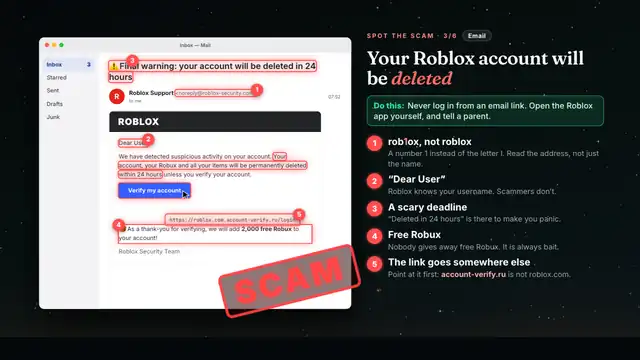 SPOT THE SCAM · 3/6 Email
Your Roblox account will
be deleted
Do this: Never log in from an email link. Open the Roblox
app yourself, and tell a parent.
1 rob1ox, not roblox
A number 1 instead of the letter l. Read the address, not just
the name.
2 “Dear User”
Roblox knows your username. Scammers don't.
3 A scary deadline
“Deleted in 24 hours” is there to make you panic.
4 Free Robux
Nobody gives away free Robux. It is always bait.
5 The link goes somewhere else
Point at it first: account-verify.ru is not roblox.com.
Inbox — Mail
Inbox 3
Starred
Sent
Drafts
Junk
Final warning: your account will be deleted in 24
hours
3
R
Roblox Support
1
to me
07:52
ROBLOX
Dear User
2
We have detected suspicious activity on your account. Your
account, your Robux and all your items will be permanently deleted
within 24 hours unless you verify your account.
Verify my account
5
https://roblox.com.account-verify.ru/login
4
As a thank-you for verifying, we will add 2,000 free Robux to
your account!
Roblox Security Team
SCAM